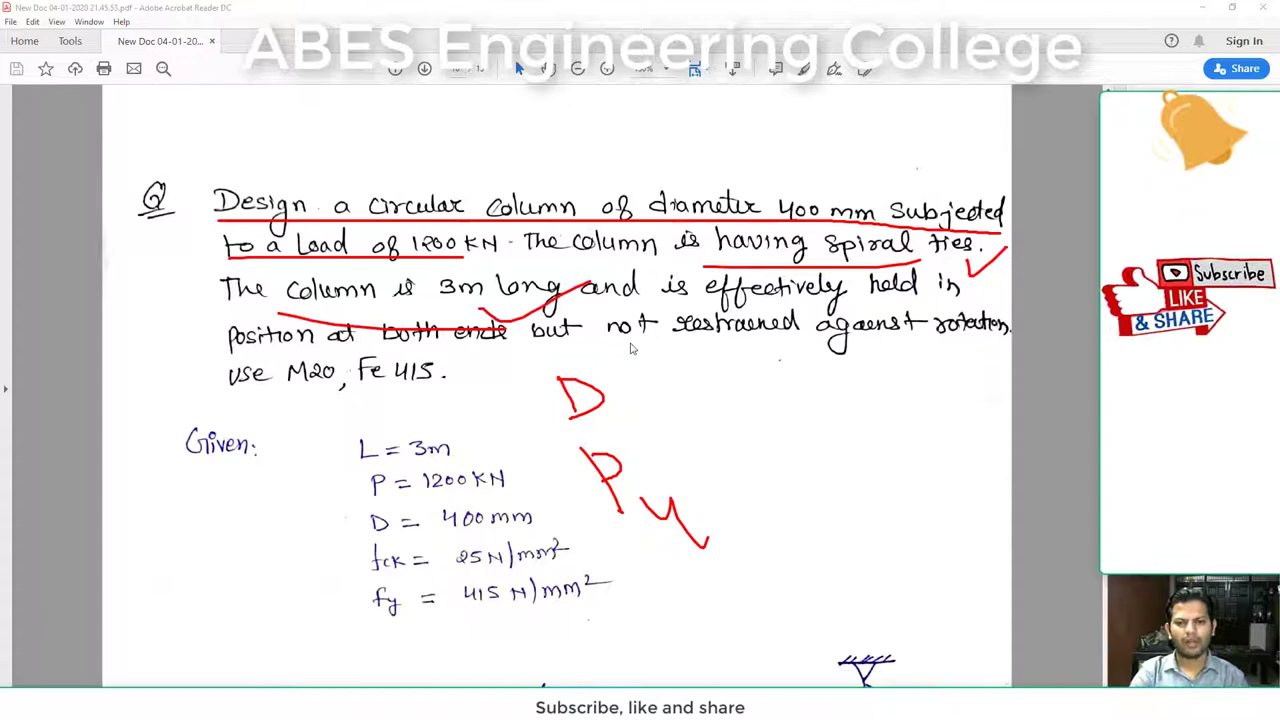 New Doc 04-01-2020 21.45.53.pdf - Adobe Acrobat Reader DC
File Edit View Window Help
Home Tools New Doc 04-01-20... × Sign In
Share
ABES Engineering College
Q Design a circular column of diameter 400 mm subjected
to a load of 1200 KN. The column is having spiral ties.
The column is 3m long and is effectively held in
position at both ends but not restrained against rotation.
use M20, Fe 415.
Given: L = 3m
P = 1200 KN
D = 400 mm
fck = 25 N/mm²
fy = 415 N/mm²
D
Pu
Subscribe
LIKE
& SHARE
Subscribe, like and share